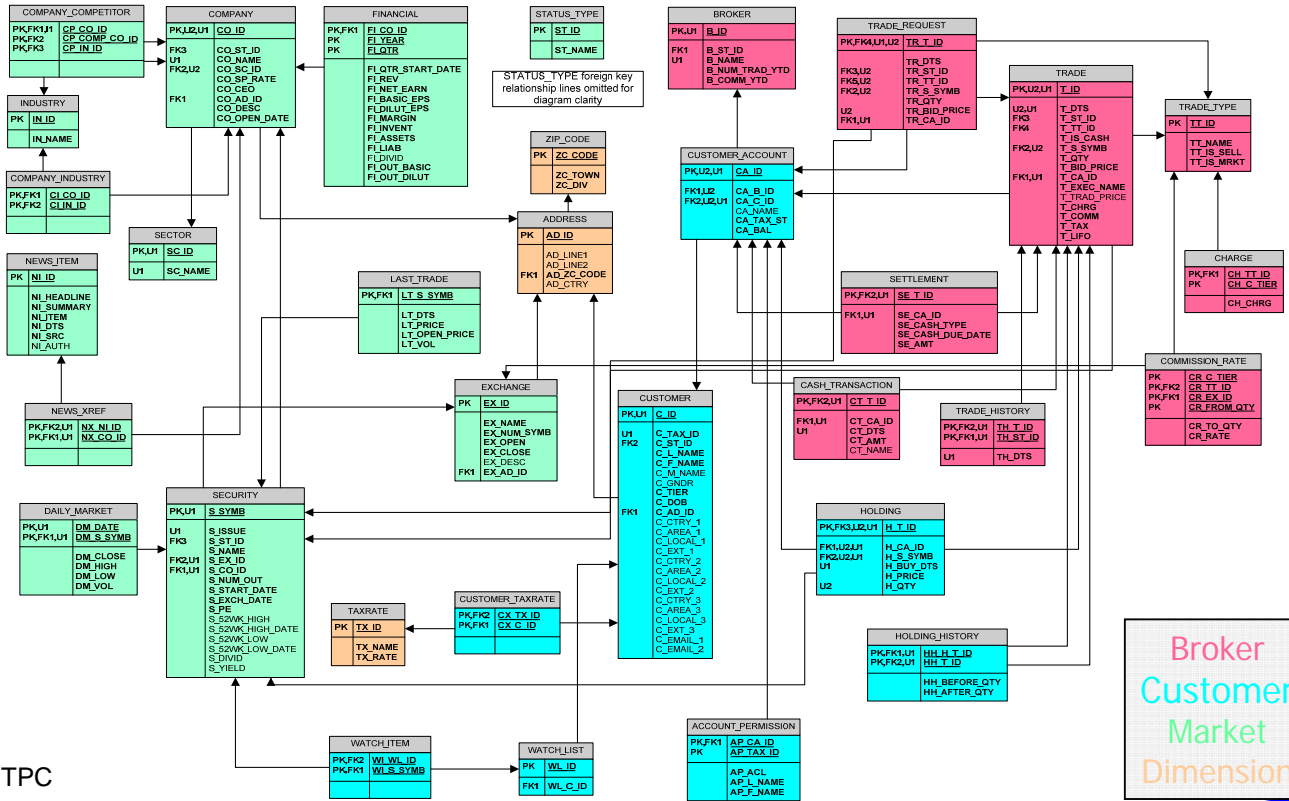 COMPANY_COMPETITOR
PK,FK1,I1 CP_CO_ID
PK,FK2 CP_COMP_CO_ID
PK,FK3 CP_IN_ID
COMPANY
PK,U2,U1 CO_ID
FK3 CO_ST_ID
U1 CO_NAME
FK2,U2 CO_SC_ID
CO_SP_RATE
CO_CEO
FK1 CO_AD_ID
CO_DESC
CO_OPEN_DATE
FINANCIAL
PK,FK1 FI_CO_ID
PK FI_YEAR
PK FI_QTR
FI_QTR_START_DATE
FI_REV
FI_NET_EARN
FI_BASIC_EPS
FI_DILUT_EPS
FI_MARGIN
FI_INVENT
FI_ASSETS
FI_LIAB
FI_DIVID
FI_OUT_BASIC
FI_OUT_DILUT
STATUS_TYPE
PK ST_ID
ST_NAME
STATUS_TYPE foreign key
relationship lines omitted for
diagram clarity
BROKER
PK,U1 B_ID
FK1 B_ST_ID
U1 B_NAME
B_NUM_TRAD_YTD
B_COMM_YTD
TRADE_REQUEST
PK,FK4,U1,U2 TR_T_ID
TR_DTS
FK3,U2 TR_ST_ID
FK5,U2 TR_TT_ID
FK2,U2 TR_S_SYMB
TR_QTY
U2 TR_BID_PRICE
FK1,U1 TR_CA_ID
TRADE
PK,U2,U1 T_ID
U2,U1 T_DTS
FK3 T_ST_ID
FK4 T_TT_ID
T_IS_CASH
FK2,U2 T_S_SYMB
T_QTY
T_BID_PRICE
FK1,U1 T_CA_ID
T_EXEC_NAME
T_TRAD_PRICE
T_CHRG
T_COMM
T_TAX
T_LIFO
TRADE_TYPE
PK TT_ID
TT_NAME
TT_IS_SELL
TT_IS_MRKT
INDUSTRY
PK IN_ID
IN_NAME
COMPANY_INDUSTRY
PK,FK1 CI_CO_ID
PK,FK2 CI_IN_ID
SECTOR
PK,U1 SC_ID
U1 SC_NAME
ZIP_CODE
PK ZC_CODE
ZC_TOWN
ZC_DIV
ADDRESS
PK AD_ID
AD_LINE1
AD_LINE2
FK1 AD_ZC_CODE
AD_CTRY
CUSTOMER_ACCOUNT
PK,U2,U1 CA_ID
FK1,U2 CA_B_ID
FK2,U2,U1 CA_C_ID
CA_NAME
CA_TAX_ST
CA_BAL
NEWS_ITEM
PK NI_ID
NI_HEADLINE
NI_SUMMARY
NI_ITEM
NI_DTS
NI_SRC
NI_AUTH
LAST_TRADE
PK,FK1 LT_S_SYMB
LT_DTS
LT_PRICE
LT_OPEN_PRICE
LT_VOL
SETTLEMENT
PK,FK2,U1 SE_T_ID
FK1,U1 SE_CA_ID
SE_CASH_TYPE
SE_CASH_DUE_DATE
SE_AMT
CHARGE
PK,FK1 CH_TT_ID
PK CH_C_TIER
CH_CHRG
NEWS_XREF
PK,FK2,U1 NX_NI_ID
PK,FK1,U1 NX_CO_ID
EXCHANGE
PK EX_ID
EX_NAME
EX_NUM_SYMB
EX_OPEN
EX_CLOSE
EX_DESC
FK1 EX_AD_ID
CUSTOMER
PK,U1 C_ID
U1 C_TAX_ID
FK2 C_ST_ID
C_L_NAME
C_F_NAME
C_M_NAME
C_GNDR
C_TIER
C_DOB
FK1 C_AD_ID
C_CTRY_1
C_AREA_1
C_LOCAL_1
C_EXT_1
C_CTRY_2
C_AREA_2
C_LOCAL_2
C_EXT_2
C_CTRY_3
C_AREA_3
C_LOCAL_3
C_EXT_3
C_EMAIL_1
C_EMAIL_2
CASH_TRANSACTION
PK,FK2,U1 CT_T_ID
FK1,U1 CT_CA_ID
U1 CT_DTS
CT_AMT
CT_NAME
TRADE_HISTORY
PK,FK2,U1 TH_T_ID
PK,FK1,U1 TH_ST_ID
U1 TH_DTS
COMMISSION_RATE
PK CR_C_TIER
PK,FK2 CR_TT_ID
PK,FK1 CR_EX_ID
PK CR_FROM_QTY
CR_TO_QTY
CR_RATE
DAILY_MARKET
PK,U1 DM_DATE
PK,FK1,U1 DM_S_SYMB
DM_CLOSE
DM_HIGH
DM_LOW
DM_VOL
SECURITY
PK,U1 S_SYMB
U1 S_ISSUE
FK3 S_ST_ID
S_NAME
FK2,U1 S_EX_ID
FK1,U1 S_CO_ID
S_NUM_OUT
S_START_DATE
S_EXCH_DATE
S_PE
S_52WK_HIGH
S_52WK_HIGH_DATE
S_52WK_LOW
S_52WK_LOW_DATE
S_DIVID
S_YIELD
HOLDING
PK,FK3,U2,U1 H_T_ID
FK1,U2,U1 H_CA_ID
FK2,U2,U1 H_S_SYMB
U1 H_BUY_DTS
H_PRICE
U2 H_QTY
TAXRATE
PK TX_ID
TX_NAME
TX_RATE
CUSTOMER_TAXRATE
PK,FK2 CX_TX_ID
PK,FK1 CX_C_ID
HOLDING_HISTORY
PK,FK1,U1 HH_H_T_ID
PK,FK2,U1 HH_T_ID
HH_BEFORE_QTY
HH_AFTER_QTY
WATCH_ITEM
PK,FK2 WI_WL_ID
PK,FK1 WI_S_SYMB
WATCH_LIST
PK WL_ID
FK1 WL_C_ID
ACCOUNT_PERMISSION
PK,FK1 AP_CA_ID
PK AP_TAX_ID
AP_ACL
AP_L_NAME
AP_F_NAME
Broker
Customer
Market
Dimension
TPC